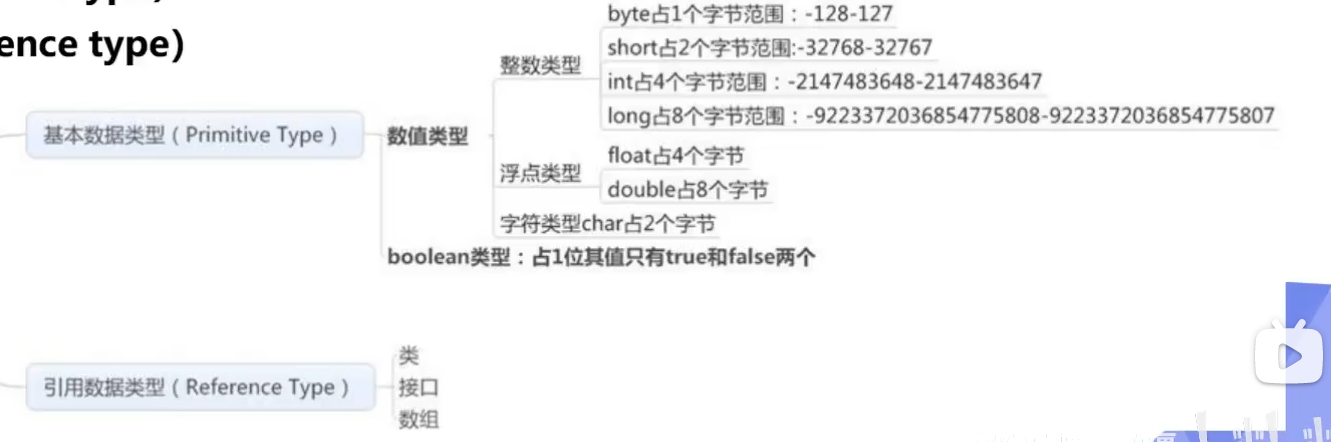 ence type)
byte占1个字节范围：-128-127
short占2个字节范围:-32768-32767
整数类型
int占4个字节范围：-2147483648-2147483647
long占8个字节范围：-9223372036854775808-9223372036854775807
基本数据类型（Primitive Type）
数值类型
float占4个字节
浮点类型
double占8个字节
字符类型char占2个字节
boolean类型：占1位其值只有true和false两个
引用数据类型（Reference Type）
类
接口
数组